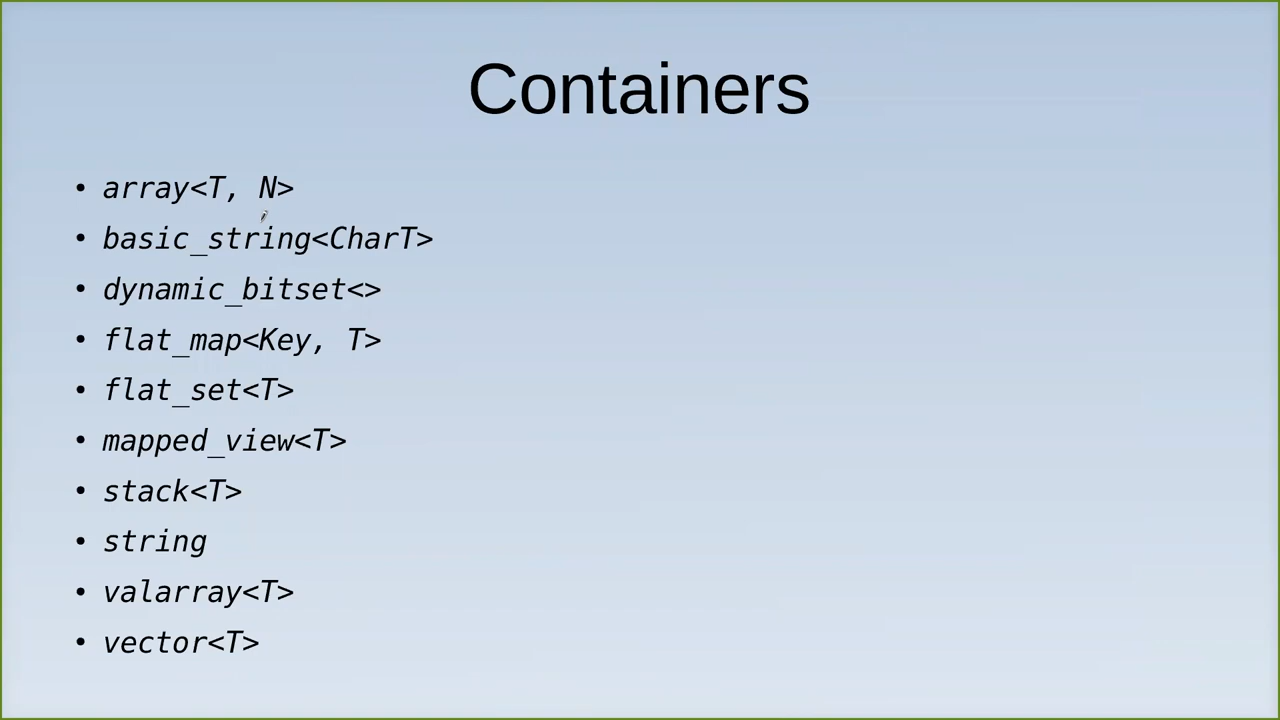 Containers
• array<T, N>
• basic_string<CharT>
• dynamic_bitset<>
• flat_map<Key, T>
• flat_set<T>
• mapped_view<T>
• stack<T>
• string
• valarray<T>
• vector<T>